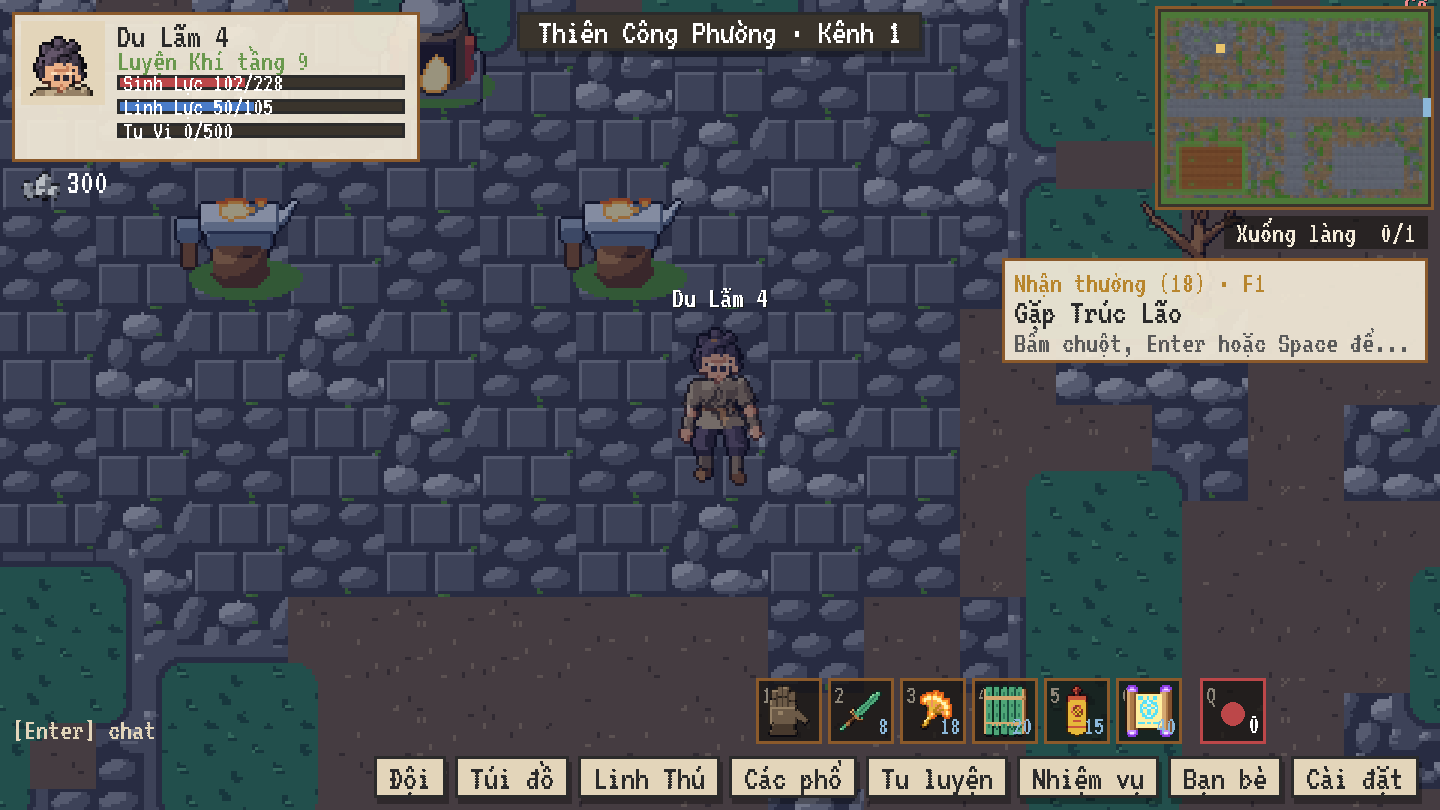 Du Lãm 4
Luyện Khí tầng 9
Sinh Lực 102/228
Linh Lực 50/105
Tu Vi 0/500
300
Thiên Công Phường · Kênh 1
Xuống làng 0/1
Nhận thưởng (18) · F1
Gặp Trúc Lão
Bấm chuột, Enter hoặc Space để...
Du Lãm 4
[Enter] chat
1
2 8
3 18
4 20
5 15
Q 0
Đội
Túi đồ
Linh Thú
Các phổ
Tu luyện
Nhiệm vụ
Bạn bè
Cài đặt